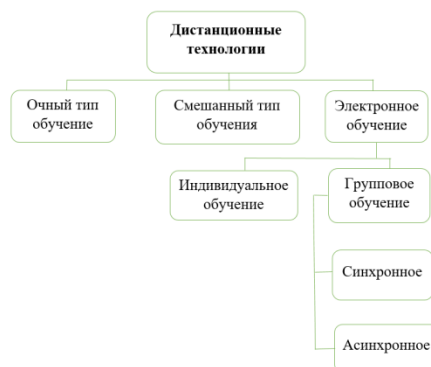 Дистанционные
технологии
Очный тип
обучение
Смешанный тип
обучения
Электронное
обучение
Индивидуальное
обучение
Групповое
обучение
Синхронное
Асинхронное